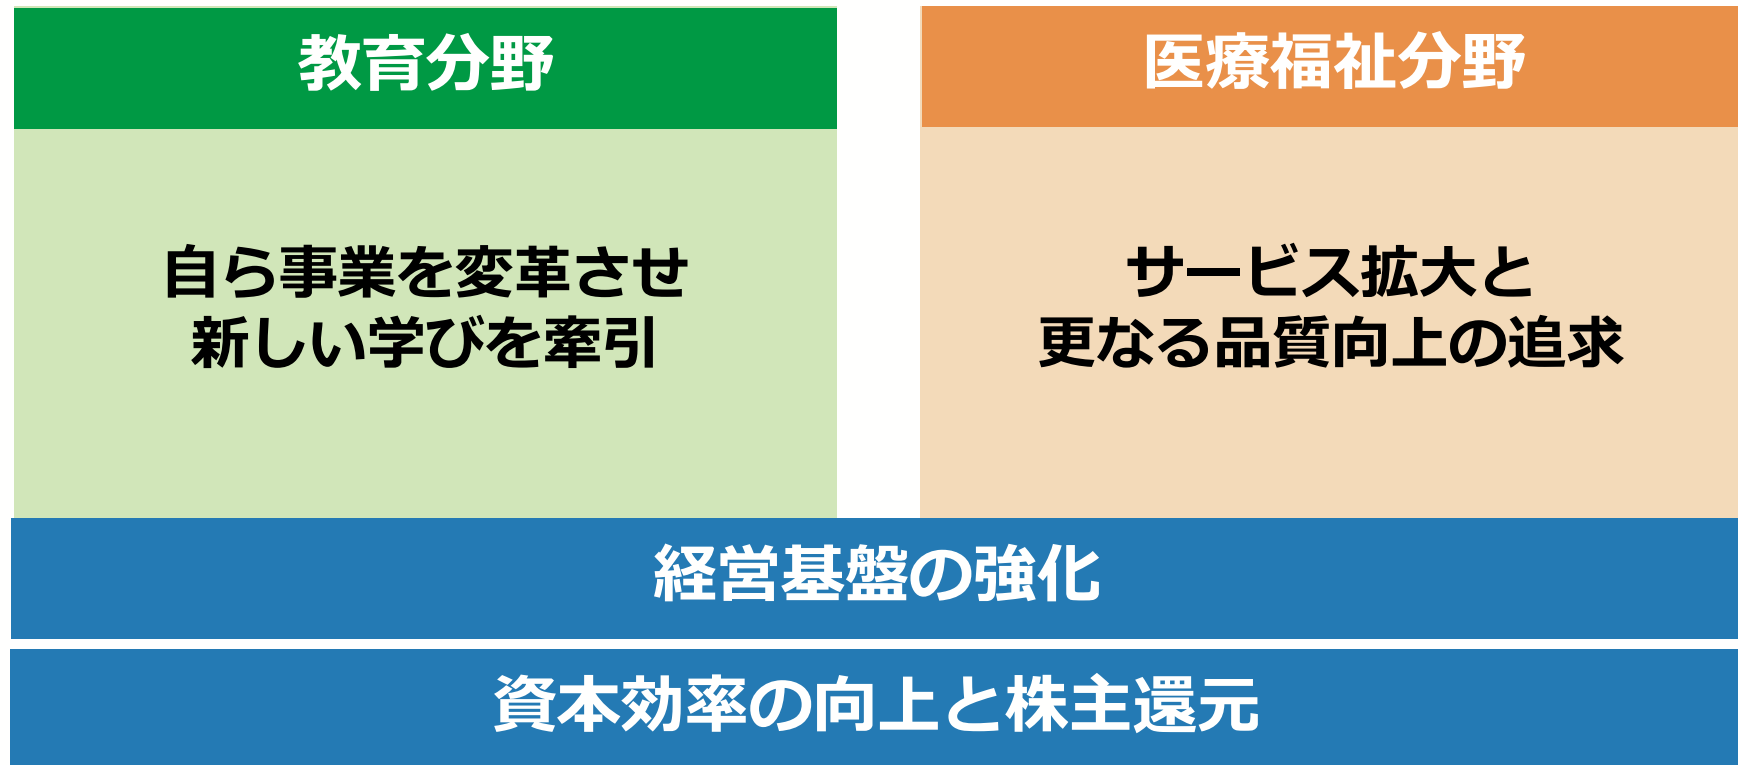 教育分野
自ら事業を変革させ
新しい学びを牽引
医療福祉分野
サービス拡大と
更なる品質向上の追求
経営基盤の強化
資本効率の向上と株主還元